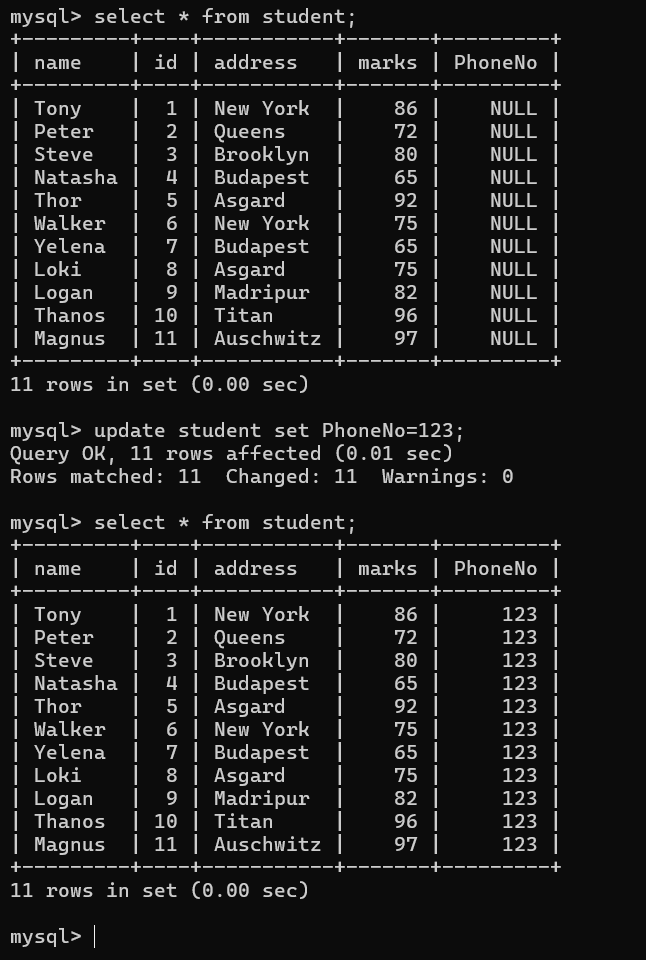 mysql> select * from student;
+---------+----+-----------+-------+---------+
| name    | id | address   | marks | PhoneNo |
+---------+----+-----------+-------+---------+
| Tony    |  1 | New York  |    86 |    NULL |
| Peter   |  2 | Queens    |    72 |    NULL |
| Steve   |  3 | Brooklyn  |    80 |    NULL |
| Natasha |  4 | Budapest  |    65 |    NULL |
| Thor    |  5 | Asgard    |    92 |    NULL |
| Walker  |  6 | New York  |    75 |    NULL |
| Yelena  |  7 | Budapest  |    65 |    NULL |
| Loki    |  8 | Asgard    |    75 |    NULL |
| Logan   |  9 | Madripur  |    82 |    NULL |
| Thanos  | 10 | Titan     |    96 |    NULL |
| Magnus  | 11 | Auschwitz |    97 |    NULL |
+---------+----+-----------+-------+---------+
11 rows in set (0.00 sec)

mysql> update student set PhoneNo=123;
Query OK, 11 rows affected (0.01 sec)
Rows matched: 11  Changed: 11  Warnings: 0

mysql> select * from student;
+---------+----+-----------+-------+---------+
| name    | id | address   | marks | PhoneNo |
+---------+----+-----------+-------+---------+
| Tony    |  1 | New York  |    86 |     123 |
| Peter   |  2 | Queens    |    72 |     123 |
| Steve   |  3 | Brooklyn  |    80 |     123 |
| Natasha |  4 | Budapest  |    65 |     123 |
| Thor    |  5 | Asgard    |    92 |     123 |
| Walker  |  6 | New York  |    75 |     123 |
| Yelena  |  7 | Budapest  |    65 |     123 |
| Loki    |  8 | Asgard    |    75 |     123 |
| Logan   |  9 | Madripur  |    82 |     123 |
| Thanos  | 10 | Titan     |    96 |     123 |
| Magnus  | 11 | Auschwitz |    97 |     123 |
+---------+----+-----------+-------+---------+
11 rows in set (0.00 sec)

mysql>